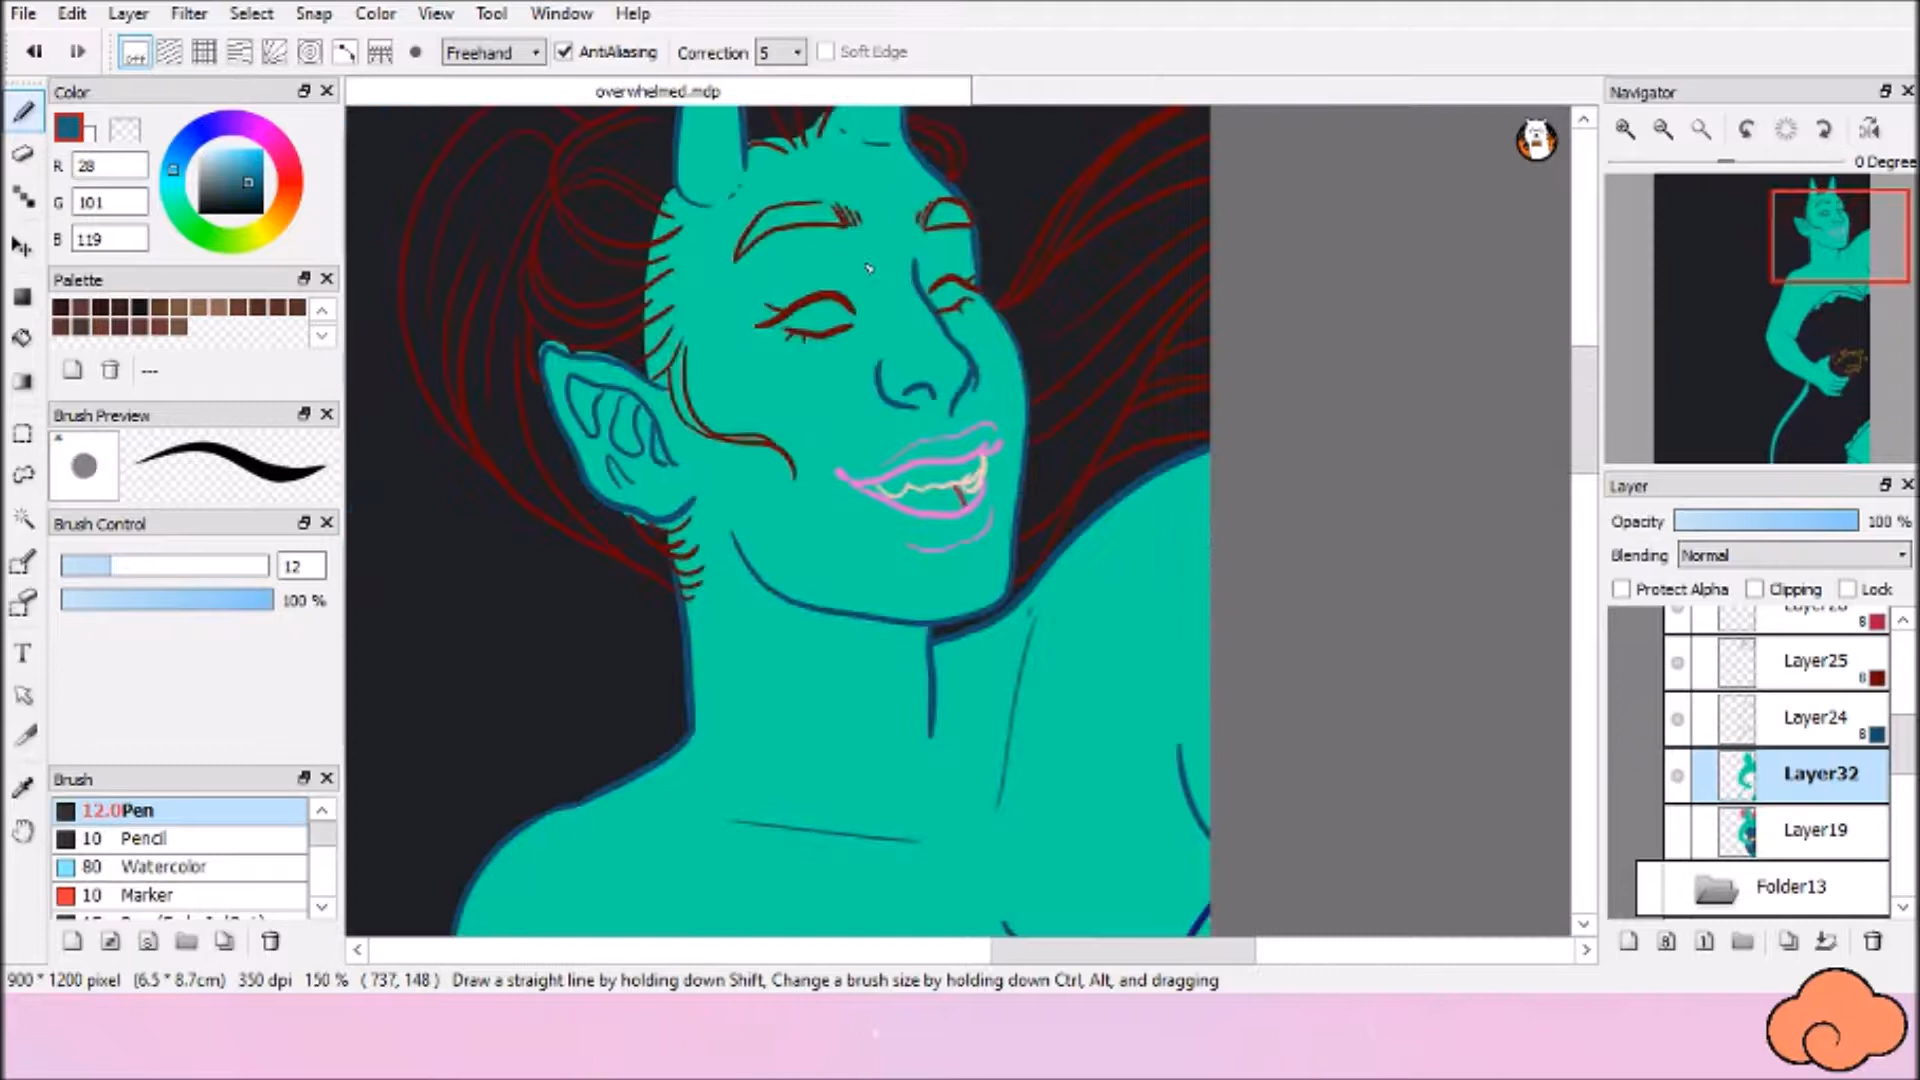 File Edit Layer Filter Select Snap Color View Tool Window Help
off Freehand AntiAliasing Correction 5 Soft Edge
Color
overwhelmed.mdp
Navigator
R 28
G 101
B 119
0 Degree
Palette
---
Brush Preview
Brush Control
12
100 %
Brush
12.0 Pen
10 Pencil
80 Watercolor
10 Marker
Layer
Opacity 100 %
Blending Normal
Protect Alpha Clipping Lock
8
Layer25
8
Layer24
8
Layer32
Layer19
Folder13
900 * 1200 pixel (6.5 * 8.7cm) 350 dpi 150 % ( 737, 148 ) Draw a straight line by holding down Shift, Change a brush size by holding down Ctrl, Alt, and dragging